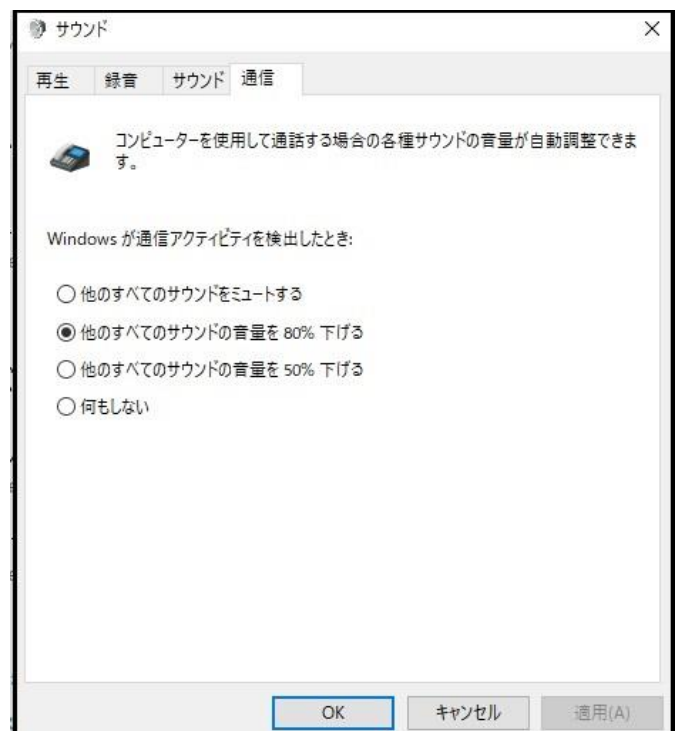 サウンド
再生 録音 サウンド 通信
コンピューターを使用して通話する場合の各種サウンドの音量が自動調整できま
す。
Windows が通信アクティビティを検出したとき:
他のすべてのサウンドをミュートする
他のすべてのサウンドの音量を 80% 下げる
他のすべてのサウンドの音量を 50% 下げる
何もしない
OK キャンセル 適用(A)